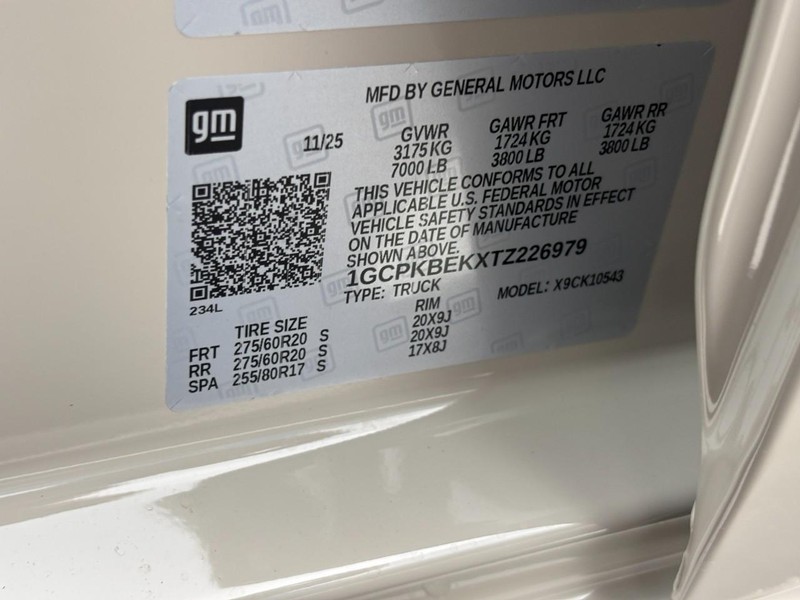 gm
MFD BY GENERAL MOTORS LLC
11/25
GVWR
3175 KG
7000 LB
GAWR FRT
1724 KG
3800 LB
GAWR RR
1724 KG
3800 LB
THIS VEHICLE CONFORMS TO ALL
APPLICABLE U.S. FEDERAL MOTOR
VEHICLE SAFETY STANDARDS IN EFFECT
ON THE DATE OF MANUFACTURE
SHOWN ABOVE.
1GCPKBEKXTZ226979
TYPE: TRUCK
MODEL: X9CK10543
234L
TIRE SIZE RIM
FRT 275/60R20 S 20X9J
RR 275/60R20 S 20X9J
SPA 255/80R17 S 17X8J